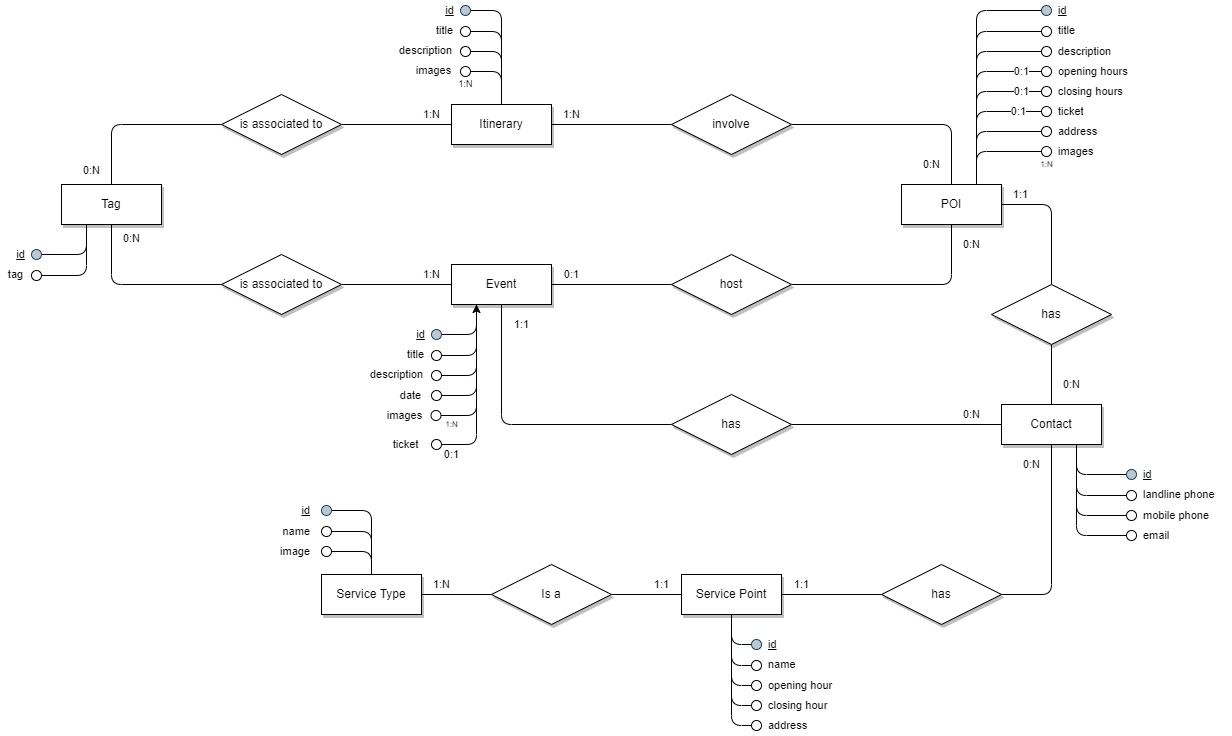 id
title
description
images
1:N
id
title
description
0:1 opening hours
0:1 closing hours
0:1 ticket
address
images
1:N
is associated to
1:N
Itinerary
1:N
involve
0:N
0:N
Tag
POI
1:1
0:N
0:N
id
tag
is associated to
1:N
Event
0:1
host
has
1:1
id
title
description
date
images
1:N
ticket
0:1
0:N
has
0:N
Contact
0:N
id
landline phone
mobile phone
email
id
name
image
Service Type
1:N
Is a
1:1
Service Point
1:1
has
id
name
opening hour
closing hour
address